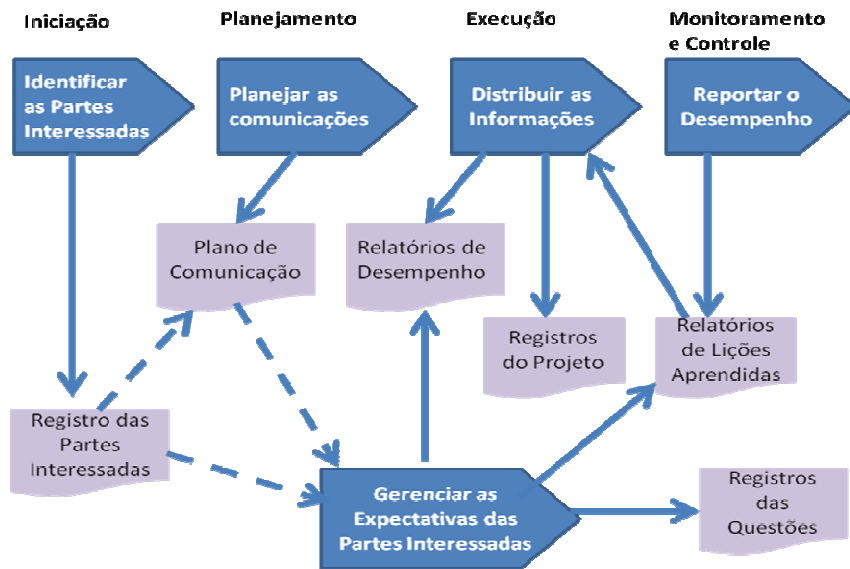 Iniciação
Planejamento
Execução
Monitoramento
e Controle
Identificar
as Partes
Interessadas
Planejar as
comunicações
Distribuir as
Informações
Reportar o
Desempenho
Plano de
Comunicação
Relatórios de
Desempenho
Registros
do Projeto
Relatórios
de Lições
Aprendidas
Registro das
Partes
Interessadas
Gerenciar as
Expectativas das
Partes Interessadas
Registros
das
Questões